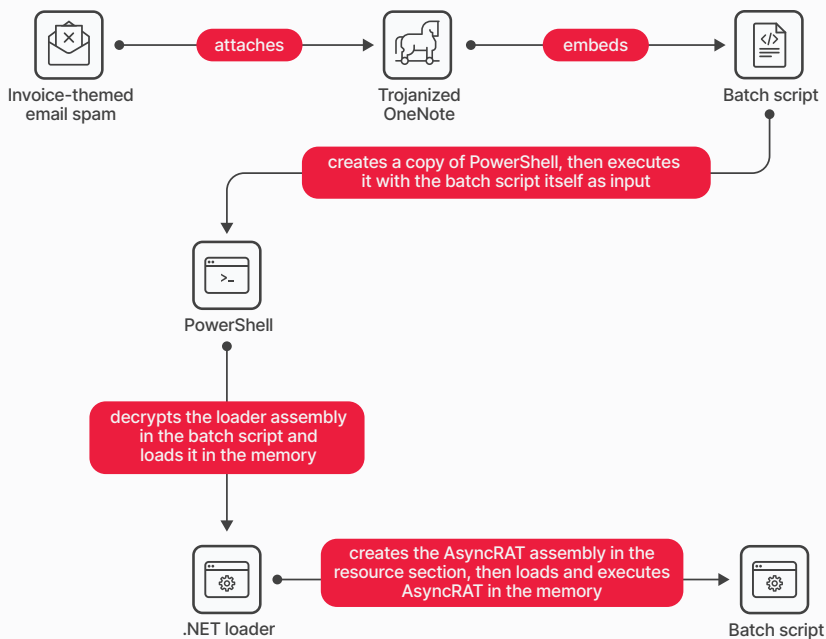 attaches
embeds
Invoice-themed
email spam
Trojanized
OneNote
Batch script
creates a copy of PowerShell, then executes
it with the batch script itself as input
>_
PowerShell
decrypts the loader assembly
in the batch script and
loads it in the memory
creates the AsyncRAT assembly in the
resource section, then loads and executes
AsyncRAT in the memory
.NET loader
Batch script